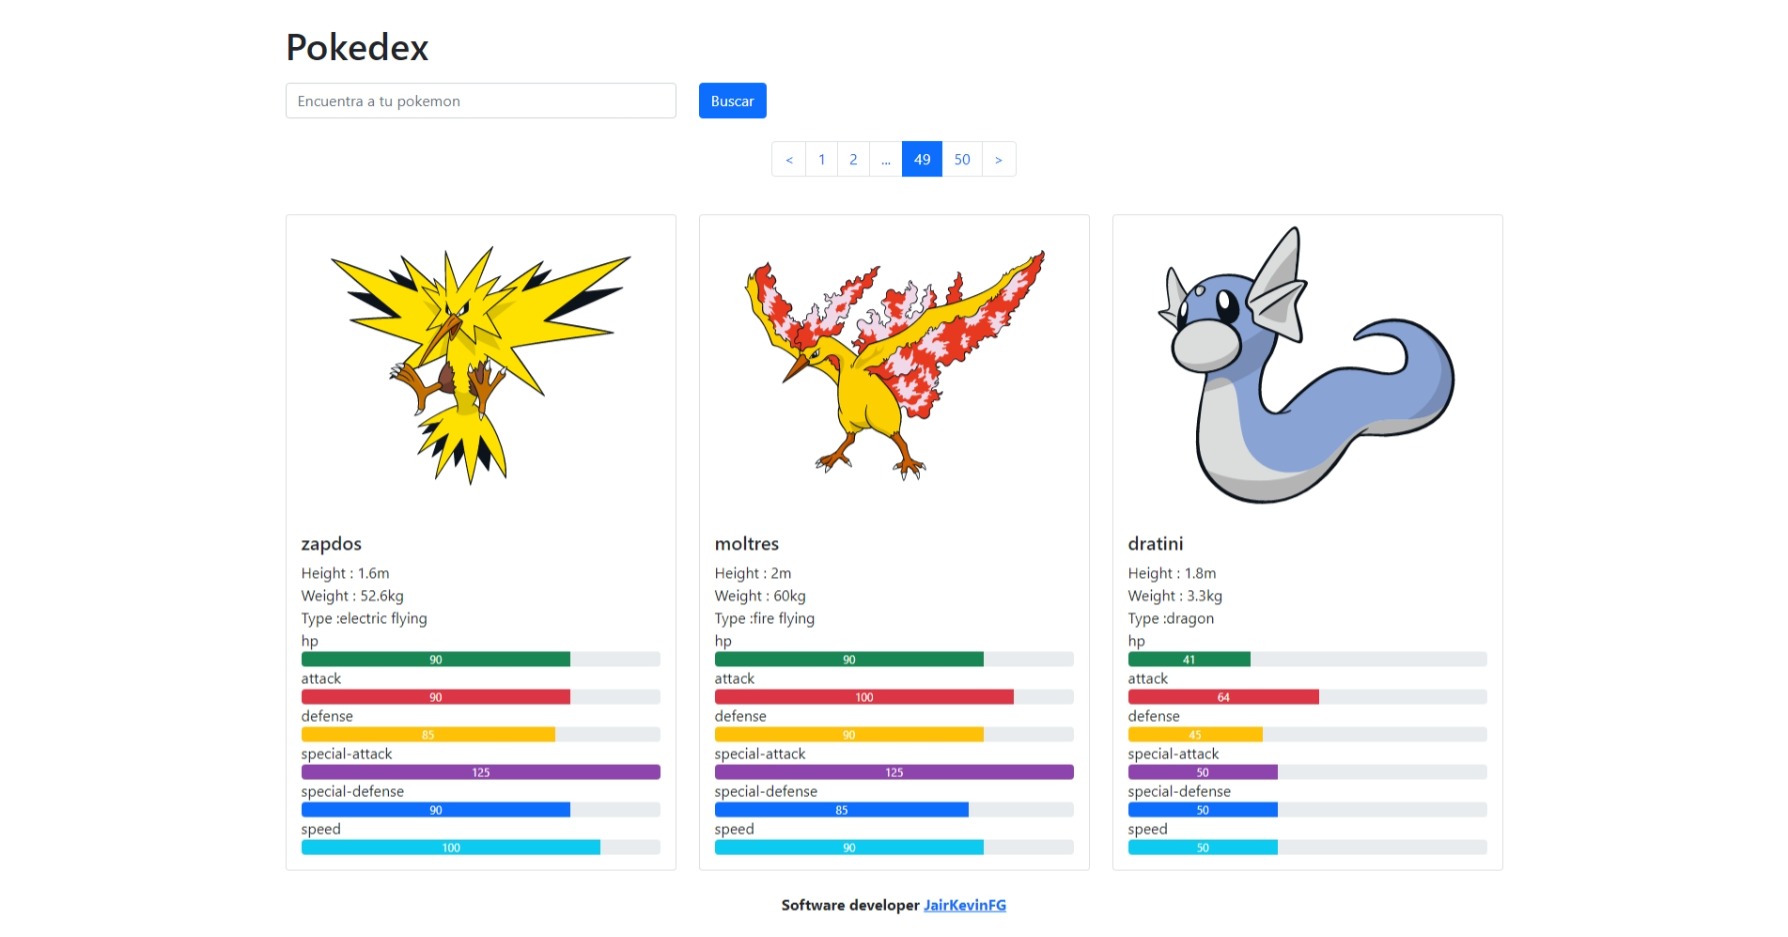 Pokedex
Encuentra a tu pokemon
Buscar
< 1 2 ... 49 50 >
zapdos
Height : 1.6m
Weight : 52.6kg
Type :electric flying
hp
90
attack
90
defense
85
special-attack
125
special-defense
90
speed
100
moltres
Height : 2m
Weight : 60kg
Type :fire flying
hp
90
attack
100
defense
90
special-attack
125
special-defense
85
speed
90
dratini
Height : 1.8m
Weight : 3.3kg
Type :dragon
hp
41
attack
64
defense
45
special-attack
50
special-defense
50
speed
50
Software developer JairKevinFG